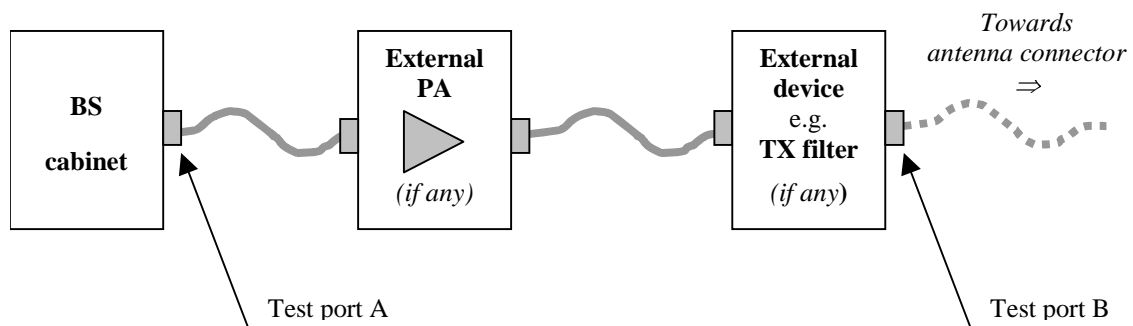 BS
cabinet
External
PA
(if any)
External
device
e.g.
TX filter
(if any)
Towards
antenna connector
⇒
Test port A
Test port B